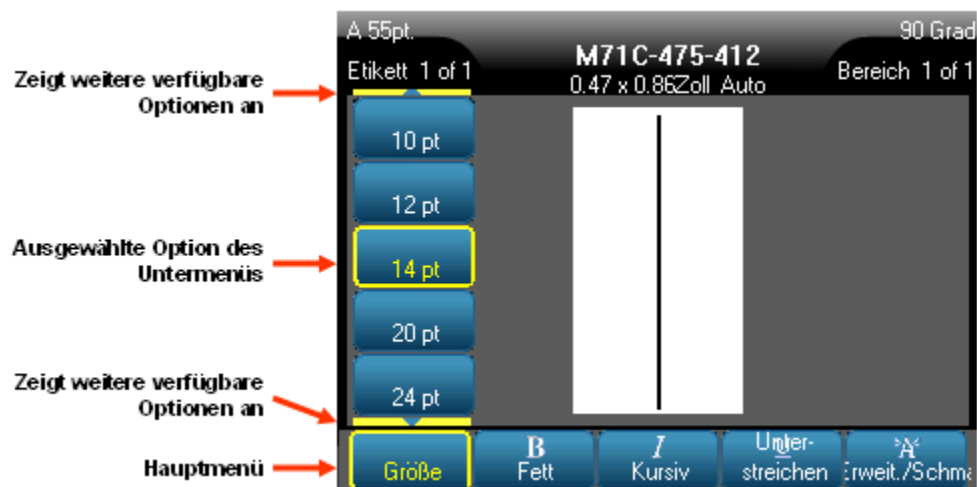 A 55pt.
90 Grad
M71C-475-412
Etikett 1 of 1
Bereich 1 of 1
0.47 x 0.86Zoll Auto
Zeigt weitere verfügbare
Optionen an
10 pt
12 pt
Ausgewählte Option des
Untermenüs
14 pt
20 pt
Zeigt weitere verfügbare
Optionen an
24 pt
Hauptmenü
Größe
B
Fett
I
Kursiv
Unter-
streichen
A
Erweit./Schma